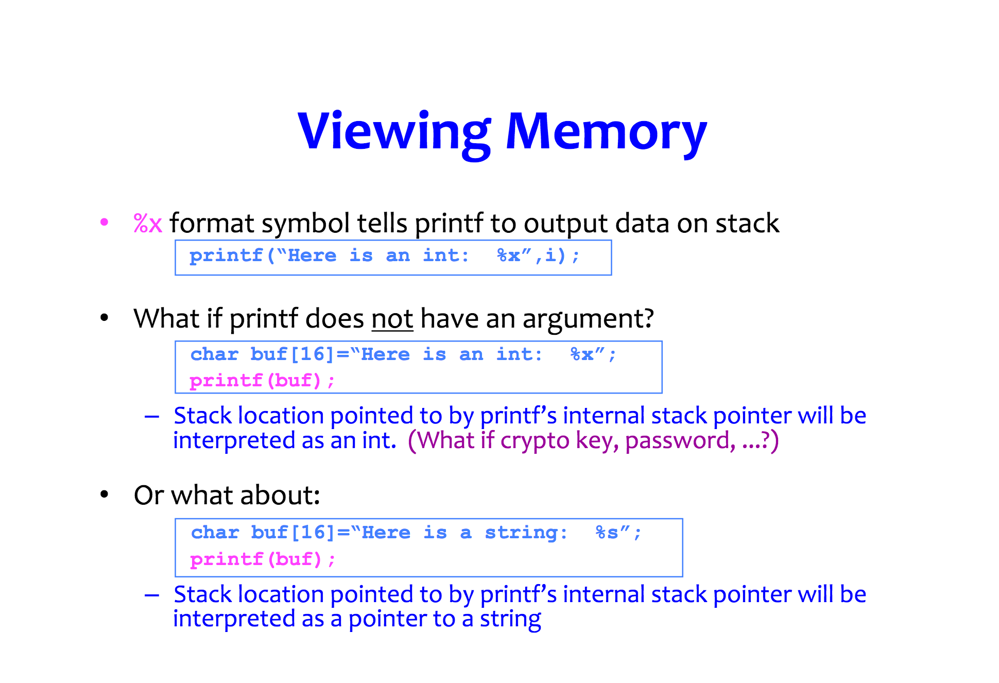 Viewing Memory
• %x format symbol tells printf to output data on stack
printf(“Here is an int:  %x”,i);
• What if printf does not have an argument?
char buf[16]=“Here is an int:  %x”;
printf(buf);
– Stack location pointed to by printf’s internal stack pointer will be
interpreted as an int.  (What if crypto key, password, ...?)
• Or what about:
char buf[16]=“Here is a string:  %s”;
printf(buf);
– Stack location pointed to by printf’s internal stack pointer will be
interpreted as a pointer to a string